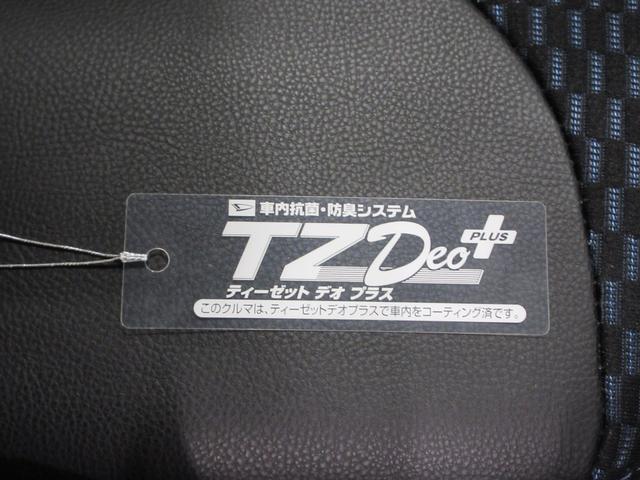 車内抗菌・防臭システム
TZ Deo PLUS
ティーゼット デオ プラス
このクルマは、ティーゼットデオプラスで車内をコーティング済です。